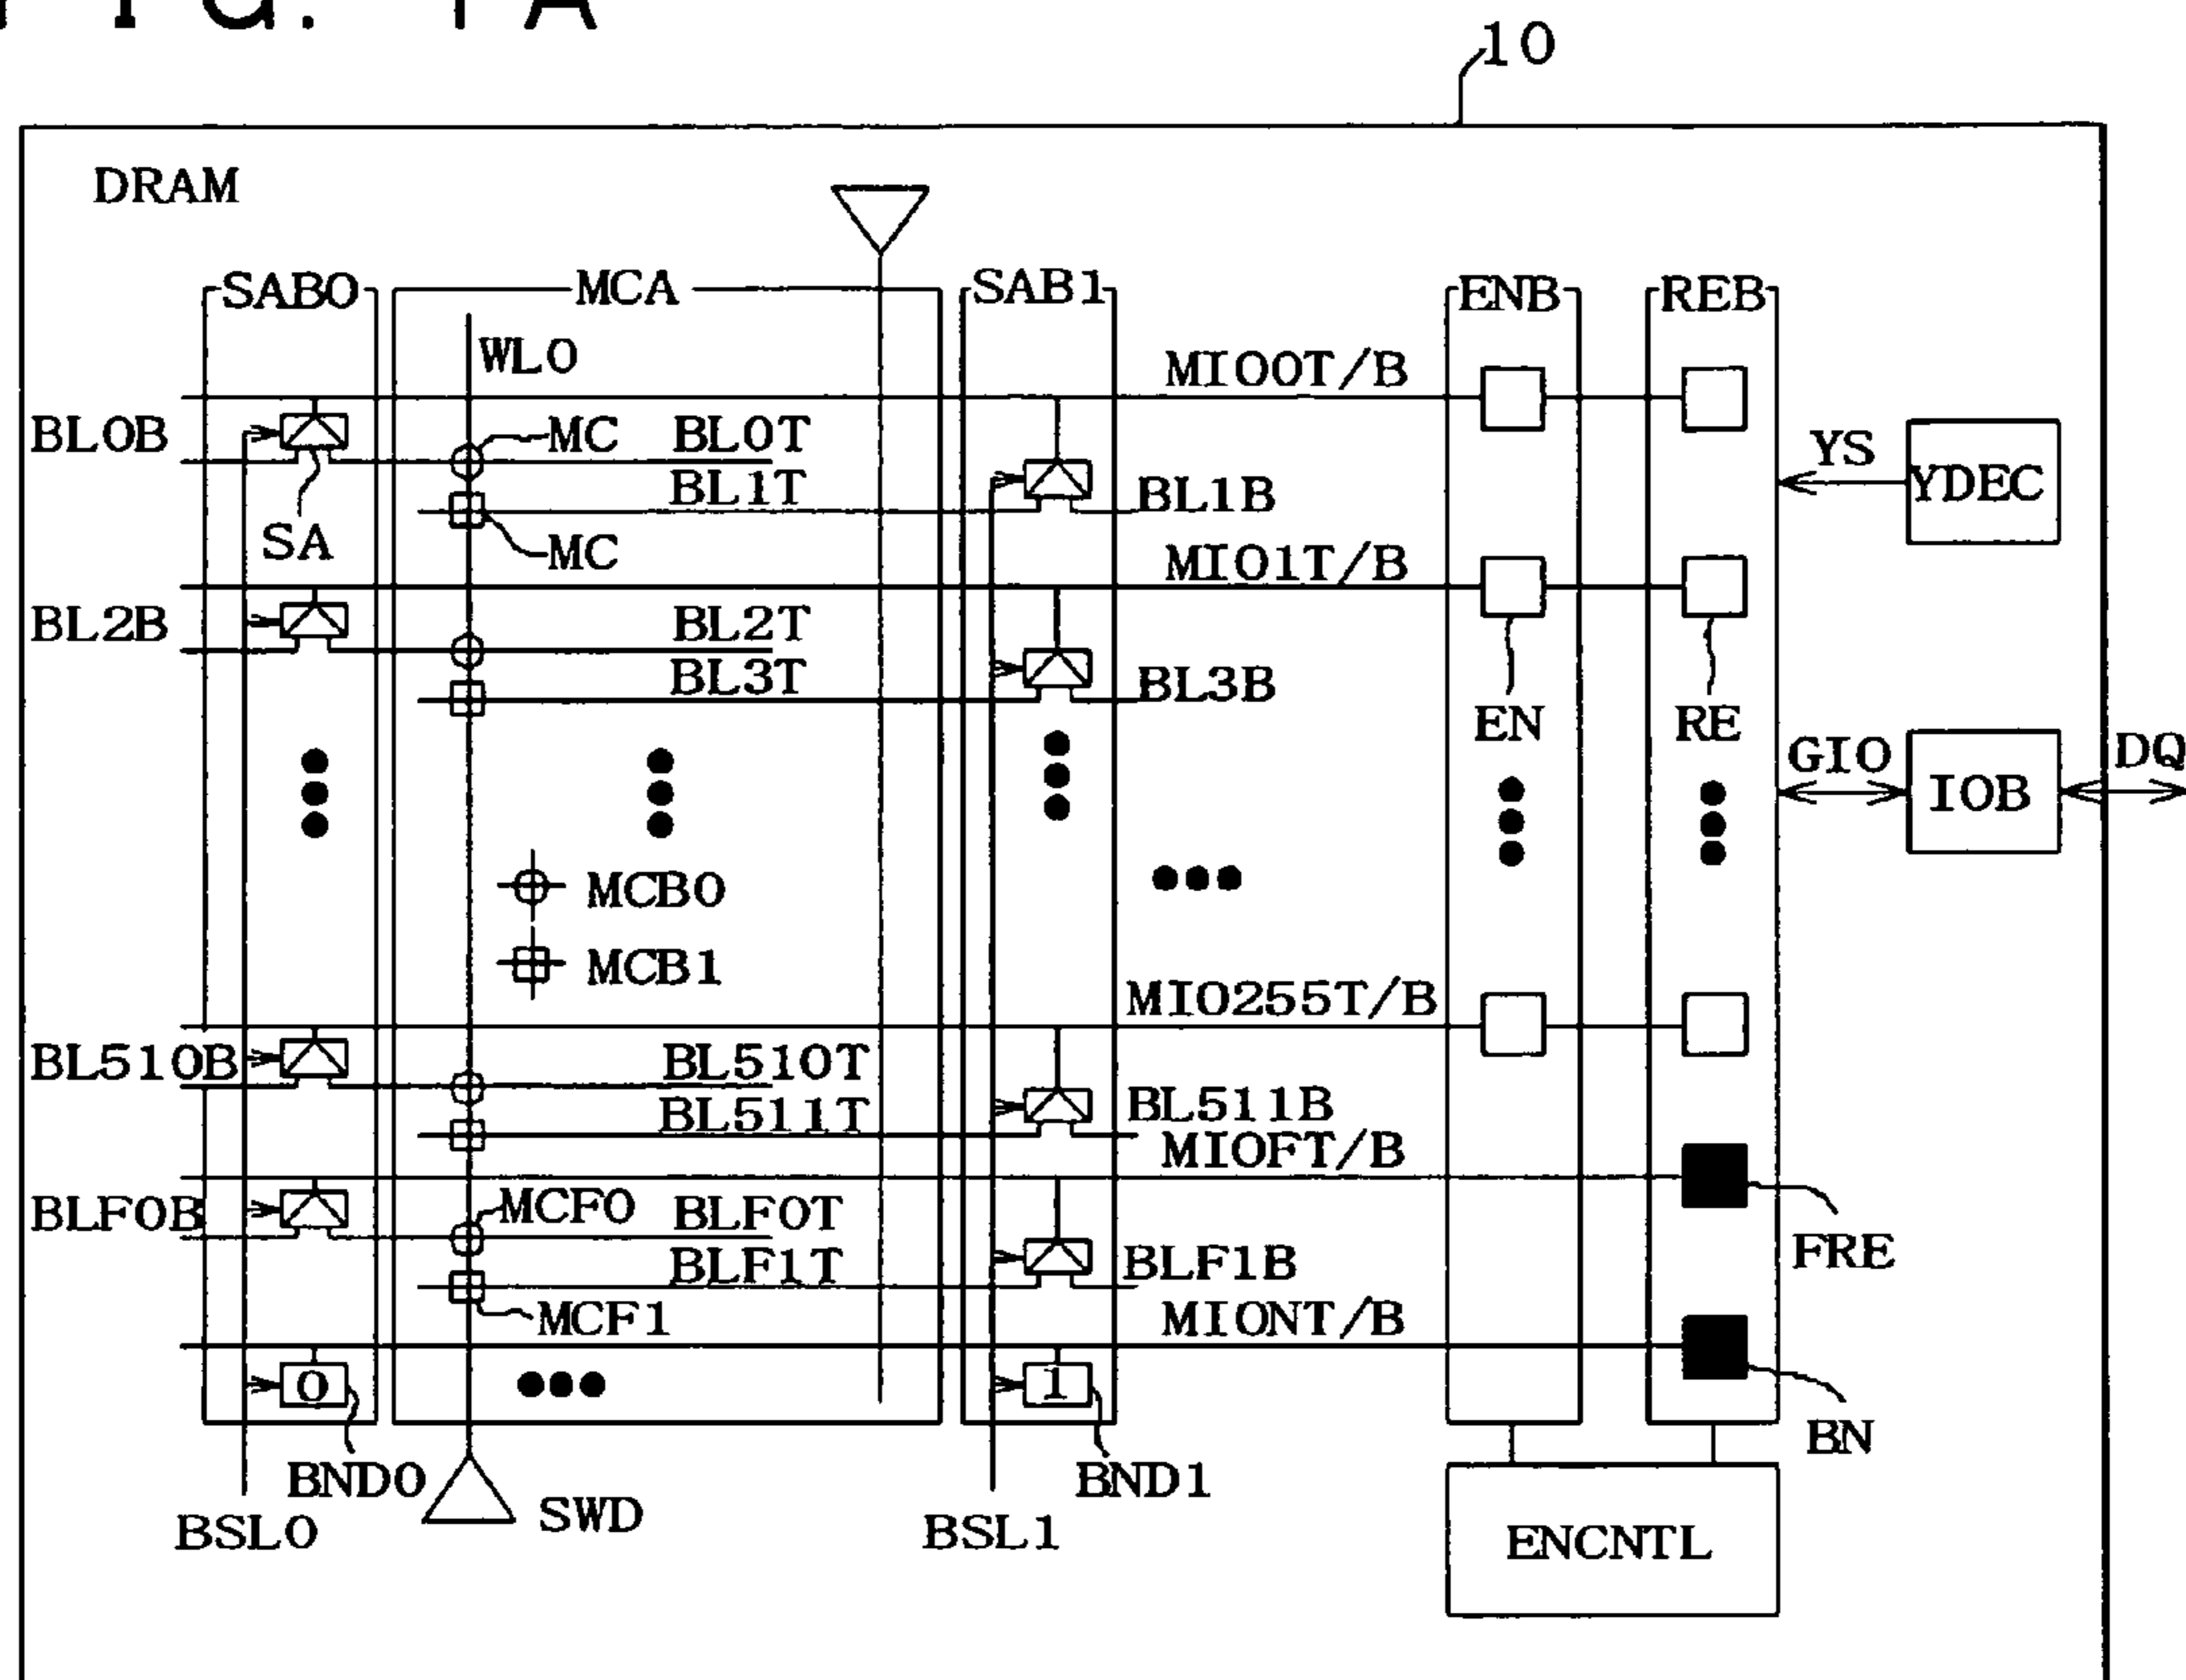 FIG. 1A
10
DRAM
SAB0
MCA
SAB1
ENB
REB
WL0
MIO0T/B
BL0B
MC
BL0T
YS
YDEC
BL1T
BL1B
SA
MC
MIO1T/B
BL2B
BL2T
BL3T
BL3B
EN
RE
GIO
IOB
DQ
MCB0
MCB1
MIO255T/B
BL510B
BL510T
BL511T
BL511B
MIOFT/B
BLF0B
MCF0
BLF0T
FRE
BLF1T
BLF1B
MCF1
MIONT/B
0
1
BN
BND0
BND1
SWD
BSL0
BSL1
ENCNTL